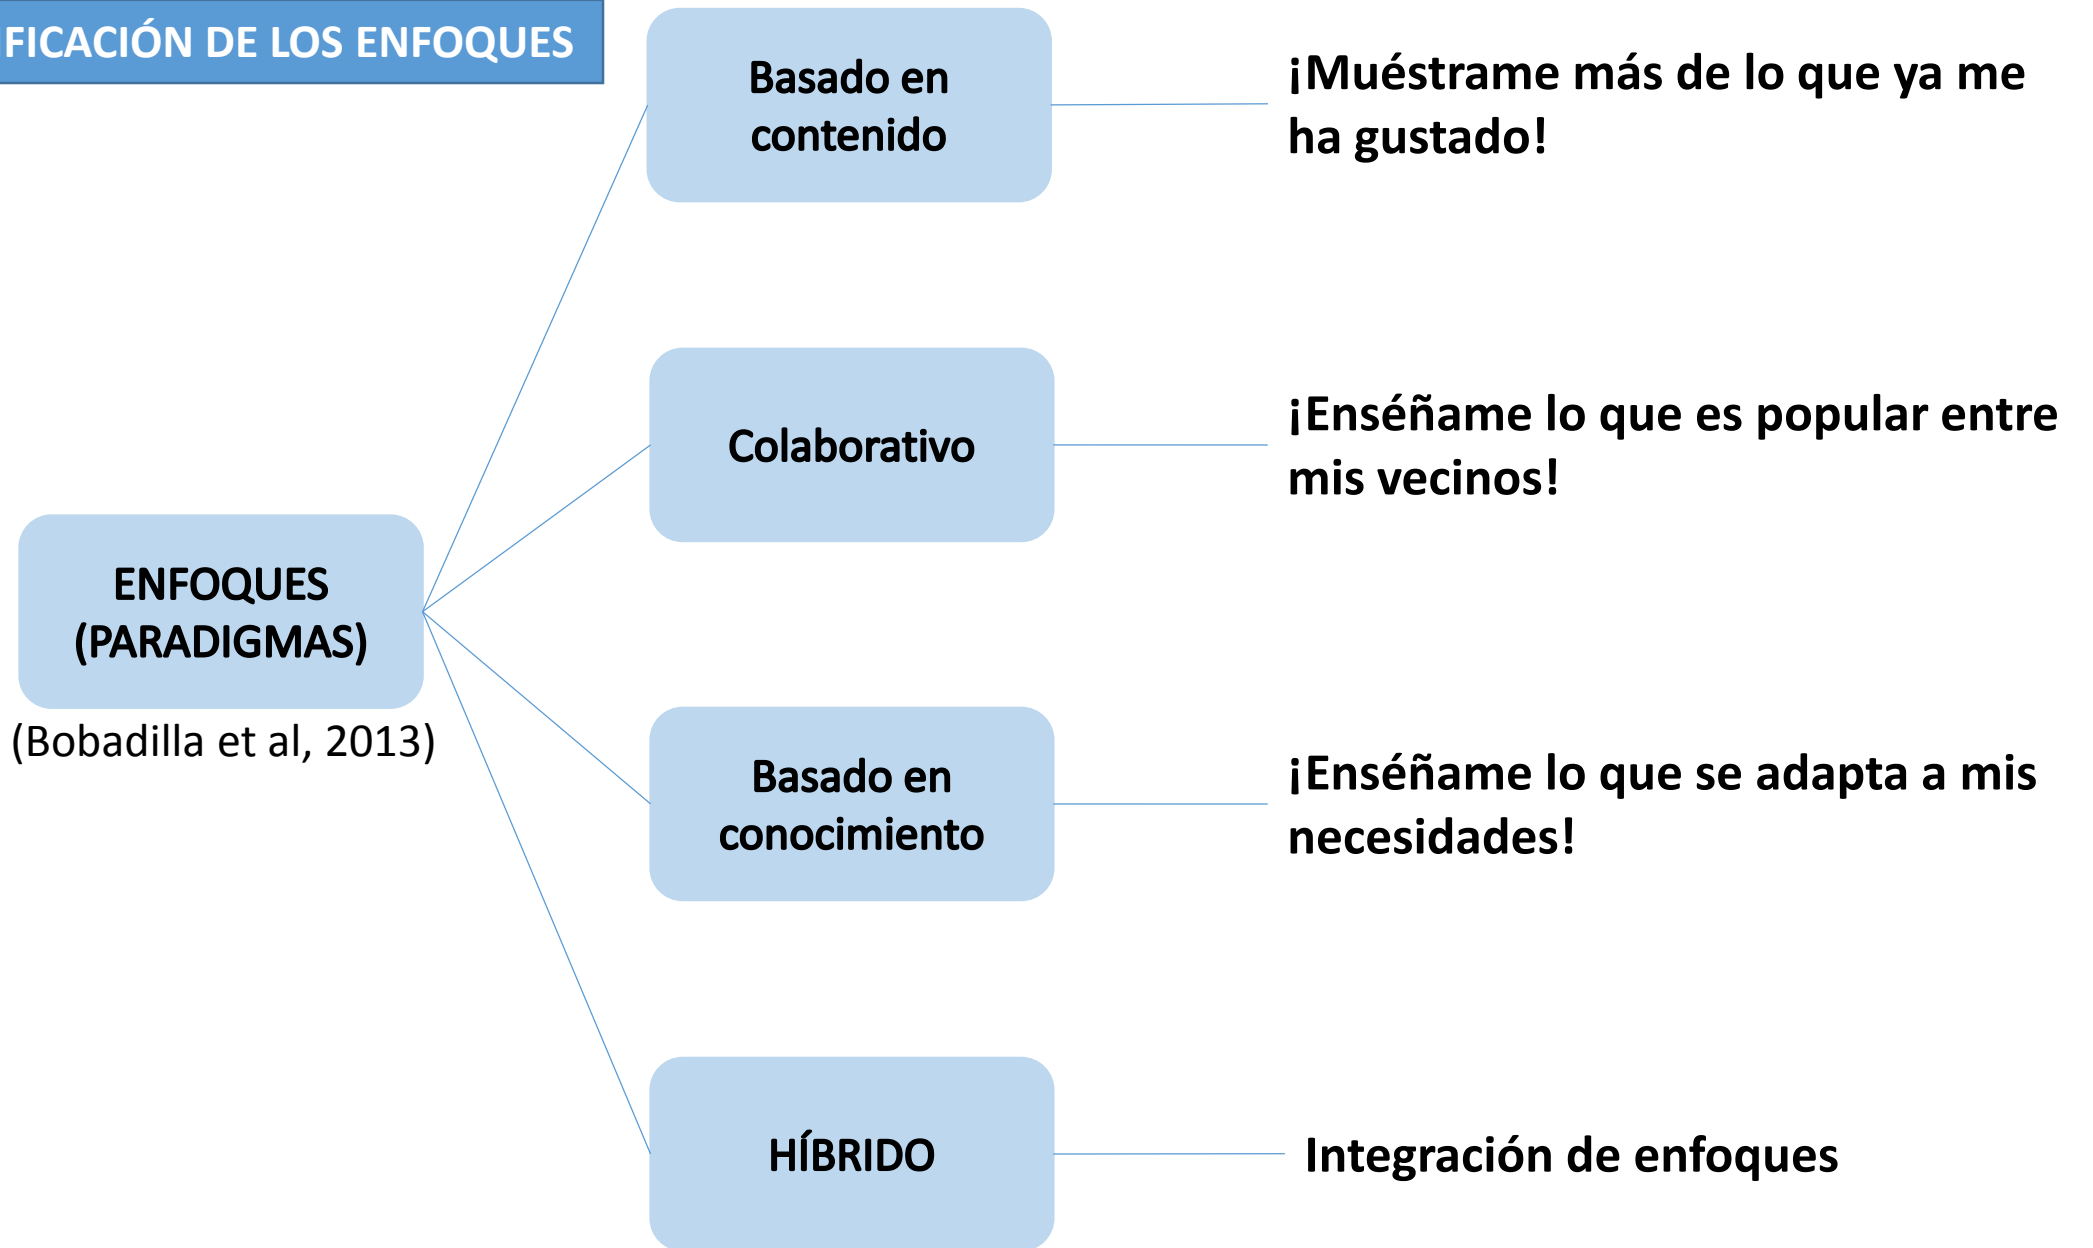 DE LOS ENFOQUES
Basado en
contenido
¡Muéstrame más de lo que ya me
ha gustado!
Colaborativo
¡Enséñame lo que es popular entre
mis vecinos!
ENFOQUES
(PARADIGMAS)
(Bobadilla et al, 2013)
Basado en
conocimiento
¡Enséñame lo que se adapta a mis
necesidades!
HÍBRIDO
Integración de enfoques